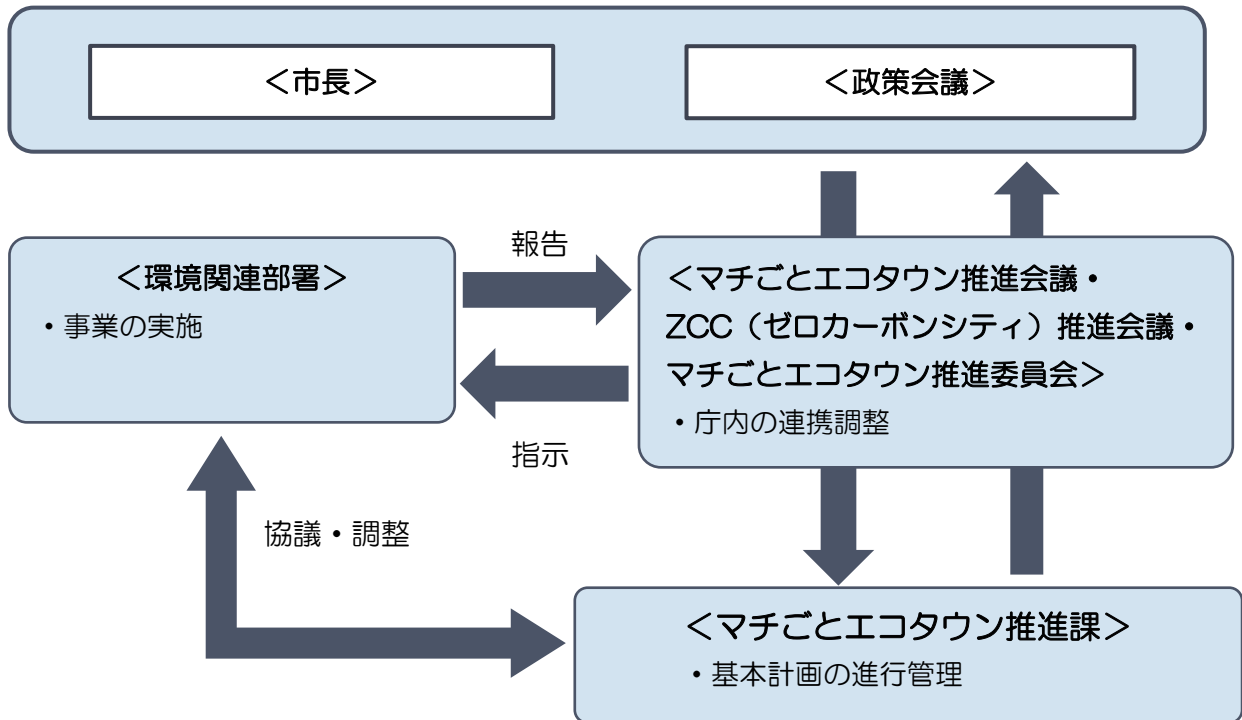 ＜市長＞
＜政策会議＞
＜環境関連部署＞
・事業の実施
報告
指示
＜マチごとエコタウン推進会議・
ZCC（ゼロカーボンシティ）推進会議・
マチごとエコタウン推進委員会＞
・庁内の連携調整
協議・調整
＜マチごとエコタウン推進課＞
・基本計画の進行管理